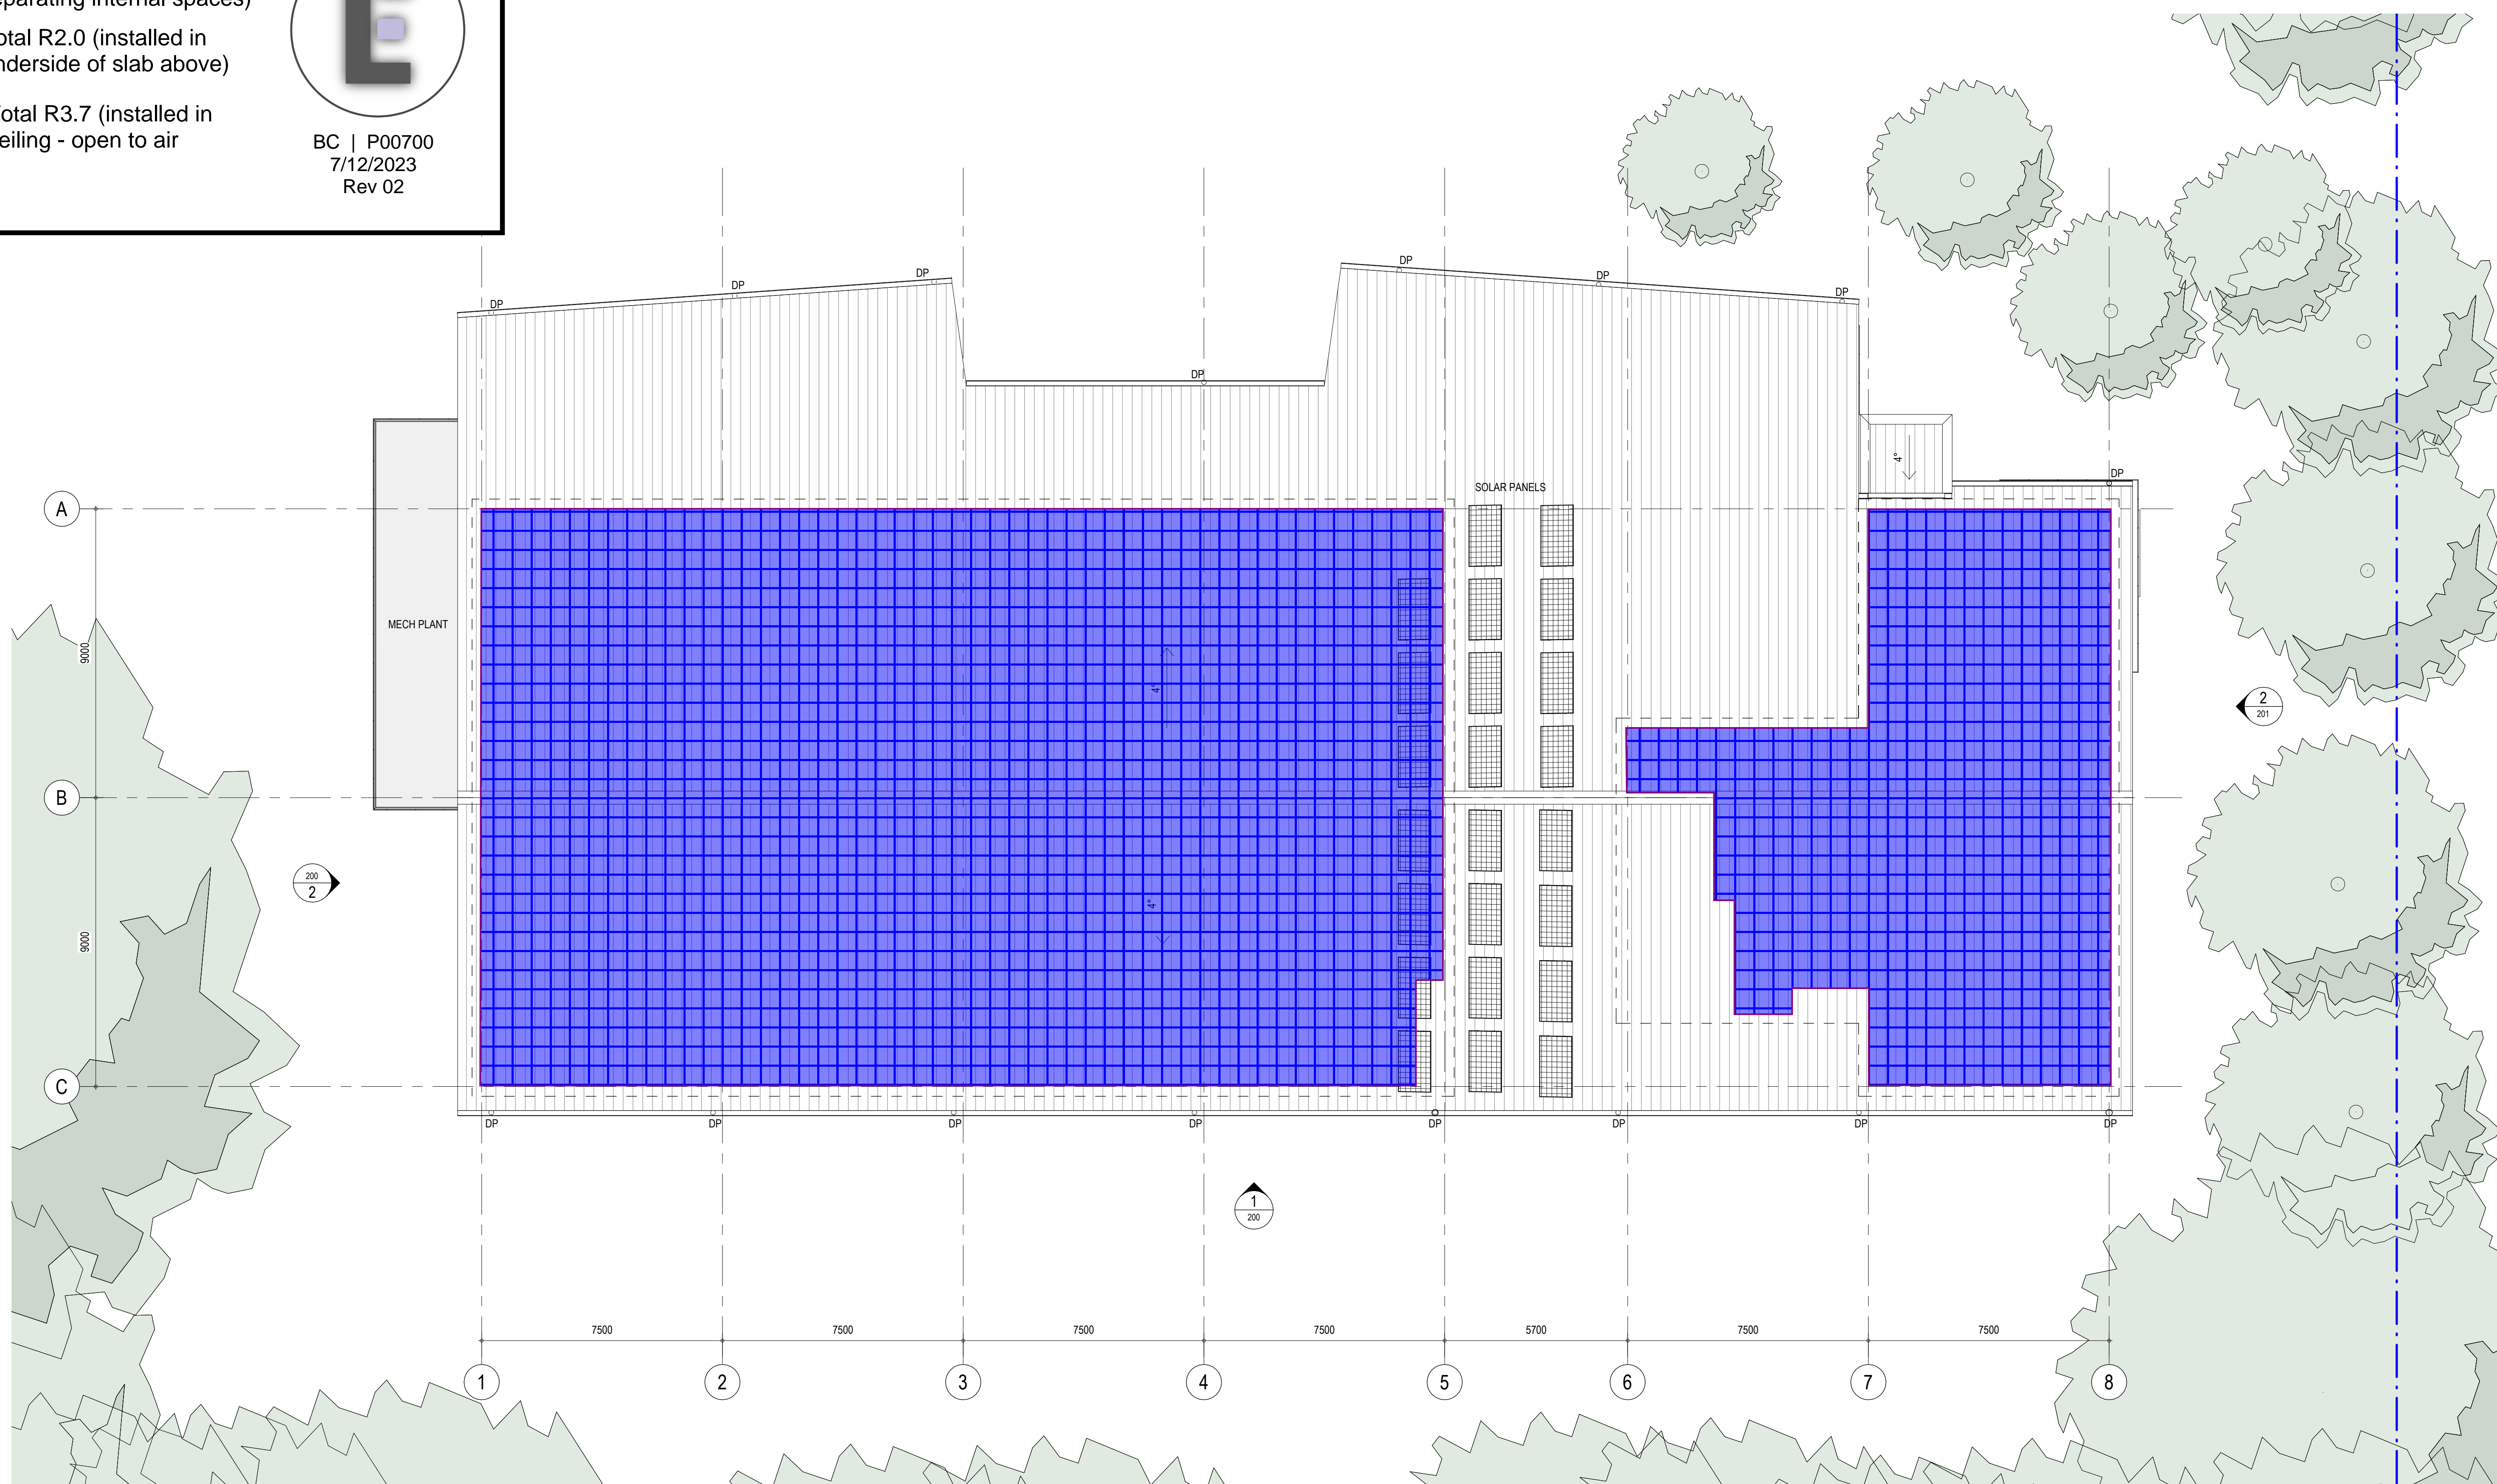 eparating internal spaces)
otal R2.0 (installed in
nderside of slab above)
otal R3.7 (installed in
eiling - open to air
E
BC | P00700
7/12/2023
Rev 02
DP
DP
DP
DP
DP
DP
DP
4°
DP
SOLAR PANELS
A
MECH PLANT
9000
4°
2
201
B
200
2
4°
9000
C
DP
DP
DP
DP
DP
DP
DP
DP
1
200
7500
7500
7500
7500
5700
7500
7500
1
2
3
4
5
6
7
8